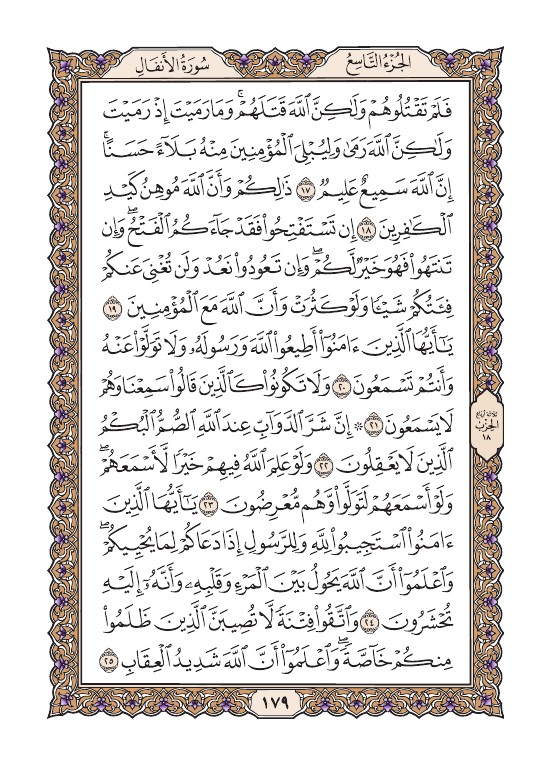 الجُزْءُ التَّاسِعُ
سُورَةُ الأَنفَالِ
فَلَمْ تَقْتُلُوهُمْ وَلَٰكِنَّ ٱللَّهَ قَتَلَهُمْۚ وَمَا رَمَيْتَ إِذْ رَمَيْتَ
وَلَٰكِنَّ ٱللَّهَ رَمَىٰ وَلِيُبْلِىَ ٱلْمُؤْمِنِينَ مِنْهُ بَلَآءً حَسَنًاۚ
إِنَّ ٱللَّهَ سَمِيعٌ عَلِيمٌ ١٧ ذَٰلِكُمْ وَأَنَّ ٱللَّهَ مُوهِنُ كَيْدِ
ٱلْكَٰفِرِينَ ١٨ إِن تَسْتَفْتِحُوا۟ فَقَدْ جَآءَكُمُ ٱلْفَتْحُۖ وَإِن
تَنتَهُوا۟ فَهُوَ خَيْرٌ لَّكُمْۖ وَإِن تَعُودُوا۟ نَعُدْ وَلَن تُغْنِىَ عَنكُمْ
فِئَتُكُمْ شَيْـًٔا وَلَوْ كَثُرَتْ وَأَنَّ ٱللَّهَ مَعَ ٱلْمُؤْمِنِينَ ١٩
يَٰٓأَيُّهَا ٱلَّذِينَ ءَامَنُوٓا۟ أَطِيعُوا۟ ٱللَّهَ وَرَسُولَهُۥ وَلَا تَوَلَّوْا۟ عَنْهُ
وَأَنتُمْ تَسْمَعُونَ ٢٠ وَلَا تَكُونُوا۟ كَٱلَّذِينَ قَالُوا۟ سَمِعْنَا وَهُمْ
لَا يَسْمَعُونَ ٢١ ۞ إِنَّ شَرَّ ٱلدَّوَآبِّ عِندَ ٱللَّهِ ٱلصُّمُّ ٱلْبُكْمُ
ٱلَّذِينَ لَا يَعْقِلُونَ ٢٢ وَلَوْ عَلِمَ ٱللَّهُ فِيهِمْ خَيْرًا لَّأَسْمَعَهُمْۖ
وَلَوْ أَسْمَعَهُمْ لَتَوَلَّوا۟ وَّهُم مُّعْرِضُونَ ٢٣ يَٰٓأَيُّهَا ٱلَّذِينَ
ءَامَنُوا۟ ٱسْتَجِيبُوا۟ لِلَّهِ وَلِلرَّسُولِ إِذَا دَعَاكُمْ لِمَا يُحْيِيكُمْۖ
وَٱعْلَمُوٓا۟ أَنَّ ٱللَّهَ يَحُولُ بَيْنَ ٱلْمَرْءِ وَقَلْبِهِۦ وَأَنَّهُۥٓ إِلَيْهِ
تُحْشَرُونَ ٢٤ وَٱتَّقُوا۟ فِتْنَةً لَّا تُصِيبَنَّ ٱلَّذِينَ ظَلَمُوا۟
مِنكُمْ خَآصَّةًۖ وَٱعْلَمُوٓا۟ أَنَّ ٱللَّهَ شَدِيدُ ٱلْعِقَابِ ٢٥
ثلاثة أرباع
الحِزْب
١٨
١٧٩